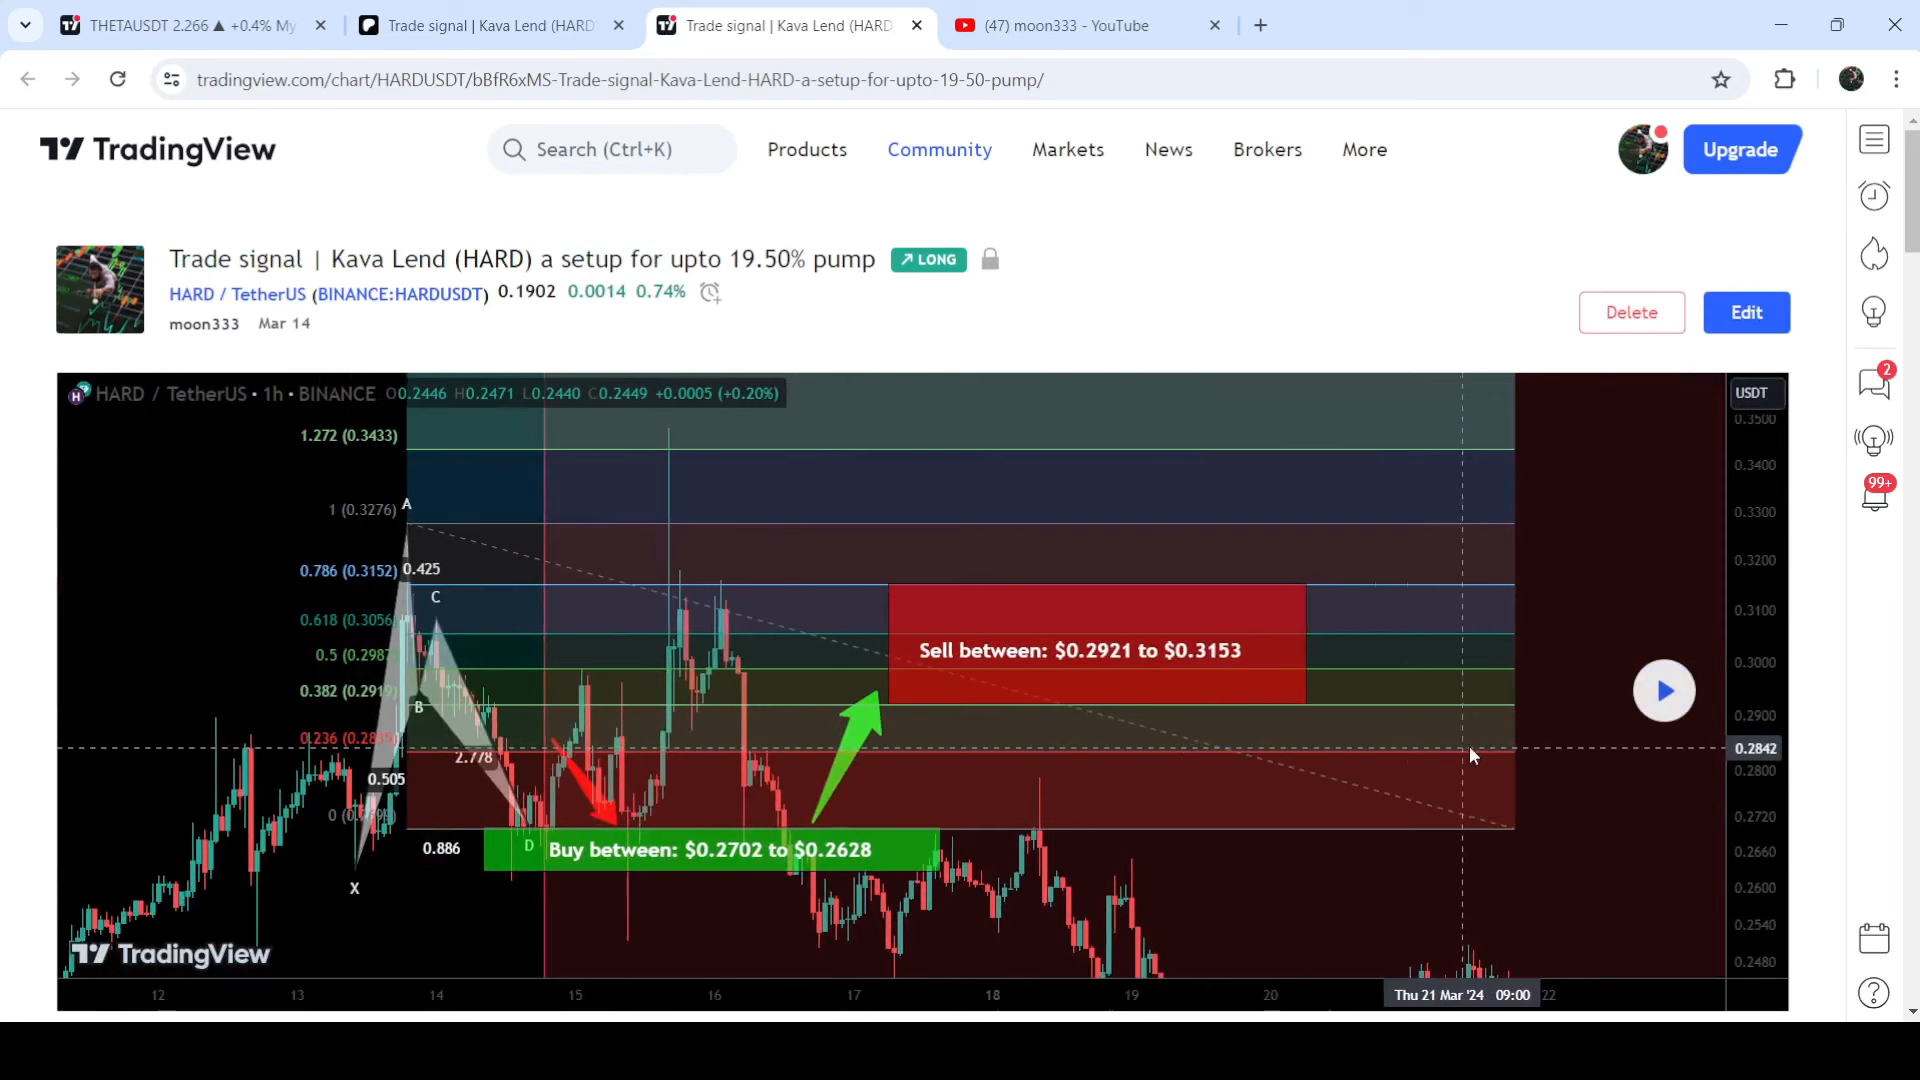 THETAUSDT 2.266 ▲ +0.4% My
Trade signal | Kava Lend (HARD
Trade signal | Kava Lend (HARD
(47) moon333 - YouTube
tradingview.com/chart/HARDUSDT/bBfR6xMS-Trade-signal-Kava-Lend-HARD-a-setup-for-upto-19-50-pump/
TradingView
Search (Ctrl+K)
Products
Community
Markets
News
Brokers
More
Upgrade
Trade signal | Kava Lend (HARD) a setup for upto 19.50% pump
LONG
HARD / TetherUS (BINANCE:HARDUSDT) 0.1902 0.0014 0.74%
moon333 Mar 14
Delete
Edit
HARD / TetherUS • 1h • BINANCE O0.2446 H0.2471 L0.2440 C0.2449 +0.0005 (+0.20%)
USDT
0.3500
1.272 (0.3433)
0.3400
1 (0.3276)
A
0.3300
0.786 (0.3152)
0.425
0.3200
C
0.618 (0.3056)
0.3100
0.5 (0.2987)
Sell between: $0.2921 to $0.3153
0.3000
0.382 (0.2919)
B
0.2900
0.236 (0.2835)
2.778
0.2842
0.505
0.2800
0.2720
0.886
D
Buy between: $0.2702 to $0.2628
0.2660
X
0.2600
0.2540
TradingView
0.2480
12
13
14
15
16
17
18
19
20
Thu 21 Mar '24 09:00
22
2
99+